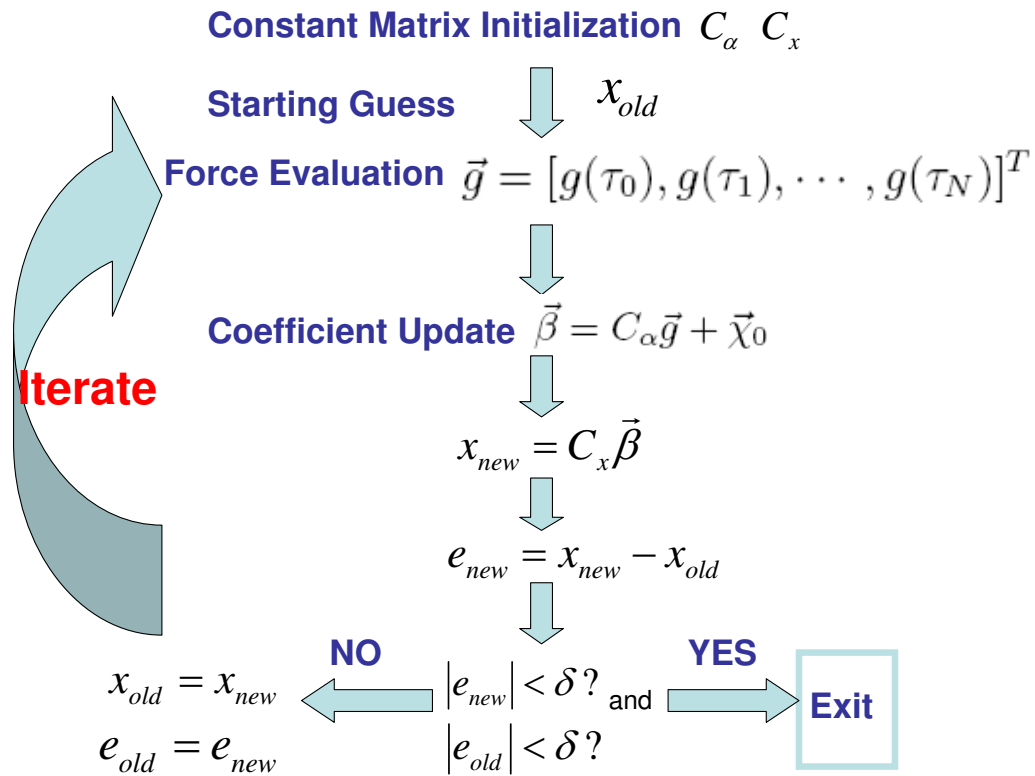 Constant Matrix Initialization C_α C_x
Starting Guess x_old
Force Evaluation g⃗ = [g(τ_0), g(τ_1), ⋯ , g(τ_N)]^T
Coefficient Update β⃗ = C_α g⃗ + χ⃗_0
Iterate
x_new = C_x β⃗
e_new = x_new − x_old
NO
YES
x_old = x_new
e_old = e_new
|e_new| < δ ? and
|e_old| < δ ?
Exit